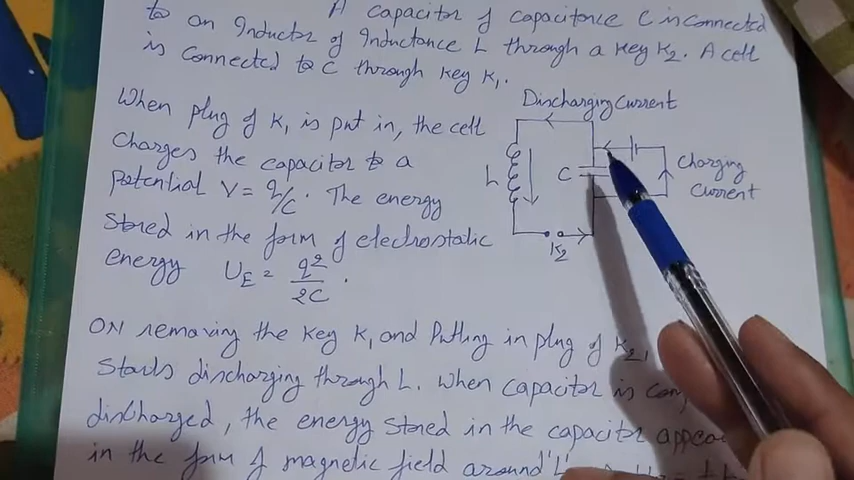 A capacitor of capacitance C is connected
to an Inductor of Inductance L through a key K2. A cell
is connected to C through key K1.
When plug of K1 is put in, the cell
charges the capacitor to a
potential V = q/C. The energy
stored in the form of electrostatic
energy UE = q²/2C .
Discharging Current
L
C
Charging
Current
K2
ON removing the key K1 and Putting in plug of K2,
starts discharging through L. When capacitor is
discharged, the energy stored in the capacitor
in the form of magnetic field around 'L'